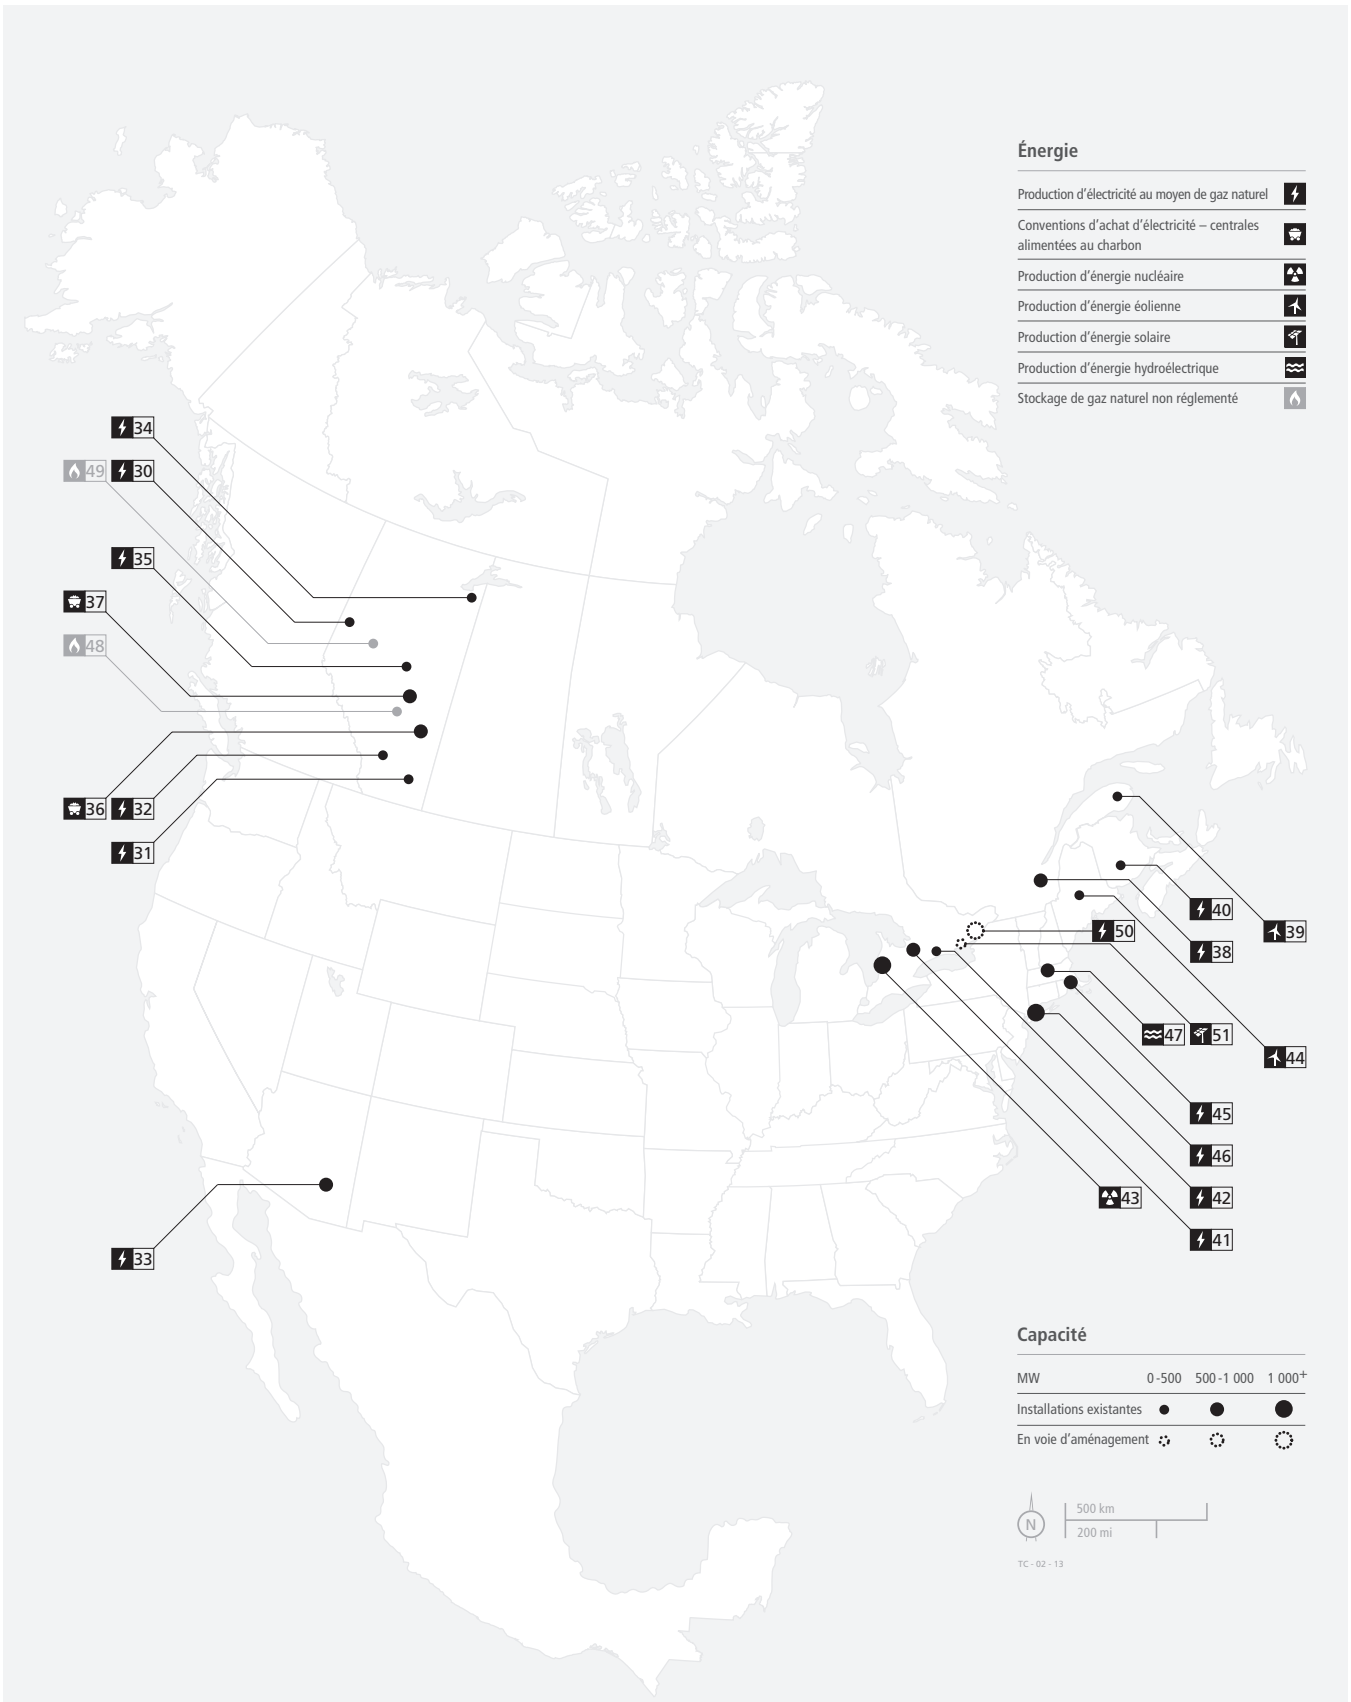 Énergie
Production d'électricité au moyen de gaz naturel
Conventions d'achat d'électricité – centrales
alimentées au charbon
Production d'énergie nucléaire
Production d'énergie éolienne
Production d'énergie solaire
Production d'énergie hydroélectrique
Stockage de gaz naturel non réglementé
34
49 30
35
37
48
36 32
31
33
40
50 39
38
47 51
44
45
46
43 42
41
Capacité
MW 0-500 500-1 000 1 000+
Installations existantes
En voie d'aménagement
500 km
N
200 mi
TC - 02 - 13